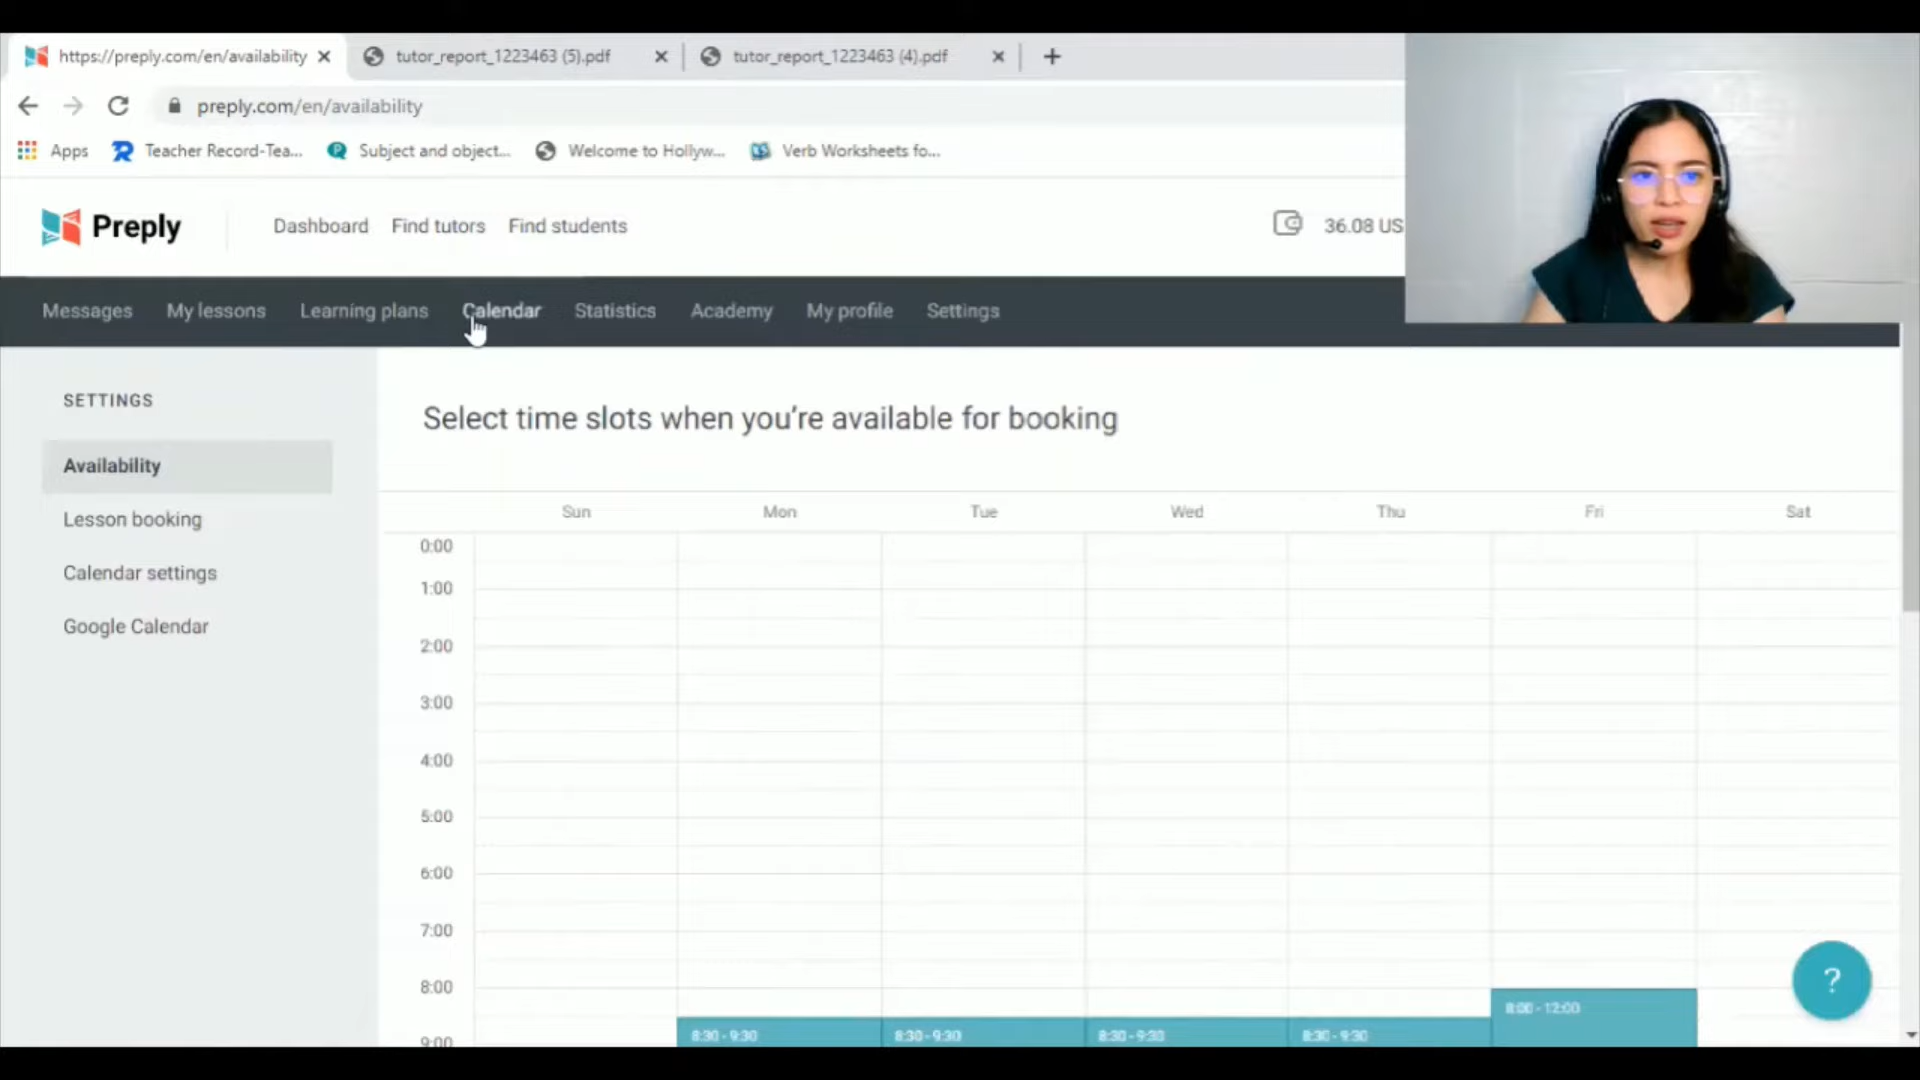 https://preply.com/en/availability
tutor_report_1223463 (5).pdf
tutor_report_1223463 (4).pdf
preply.com/en/availability
Apps
Teacher Record-Tea...
Subject and object...
Welcome to Hollyw...
Verb Worksheets fo...
Preply
Dashboard
Find tutors
Find students
36.08 US
Messages
My lessons
Learning plans
Calendar
Statistics
Academy
My profile
Settings
SETTINGS
Availability
Lesson booking
Calendar settings
Google Calendar
Select time slots when you're available for booking
Sun Mon Tue Wed Thu Fri Sat
0:00
1:00
2:00
3:00
4:00
5:00
6:00
7:00
8:00
8:00 - 12:00
9:00
8:30 - 9:30
8:30 - 9:30
8:30 - 9:30
8:30 - 9:30
?